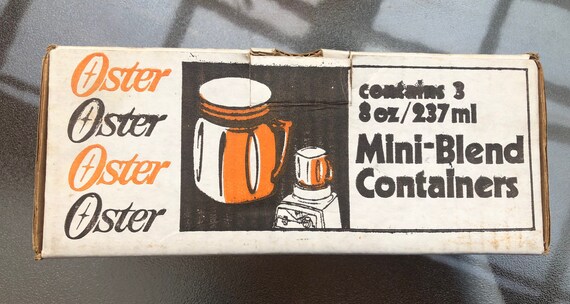 Oster
Oster
Oster
Oster
contains 3
8 oz/237 ml
Mini-Blend
Containers